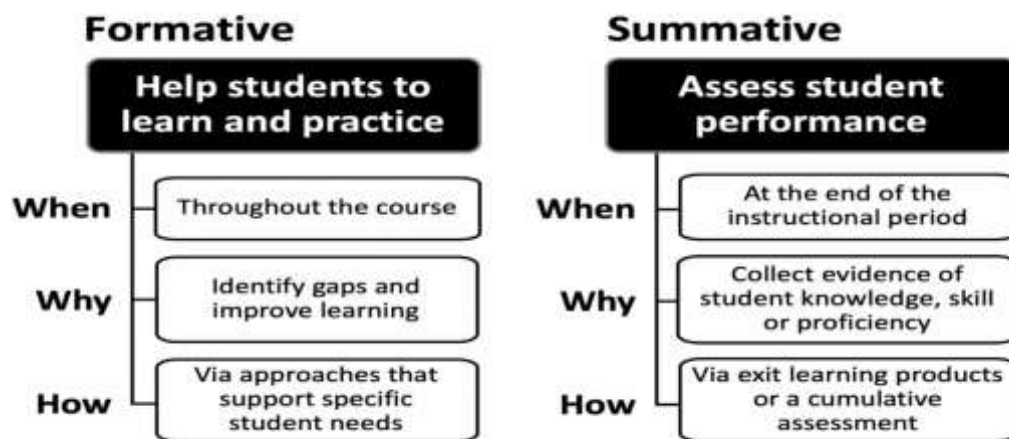 Formative
Help students to
learn and practice
When
Throughout the course
Why
Identify gaps and
improve learning
How
Via approaches that
support specific
student needs
Summative
Assess student
performance
When
At the end of the
instructional period
Why
Collect evidence of
student knowledge, skill
or proficiency
How
Via exit learning products
or a cumulative
assessment